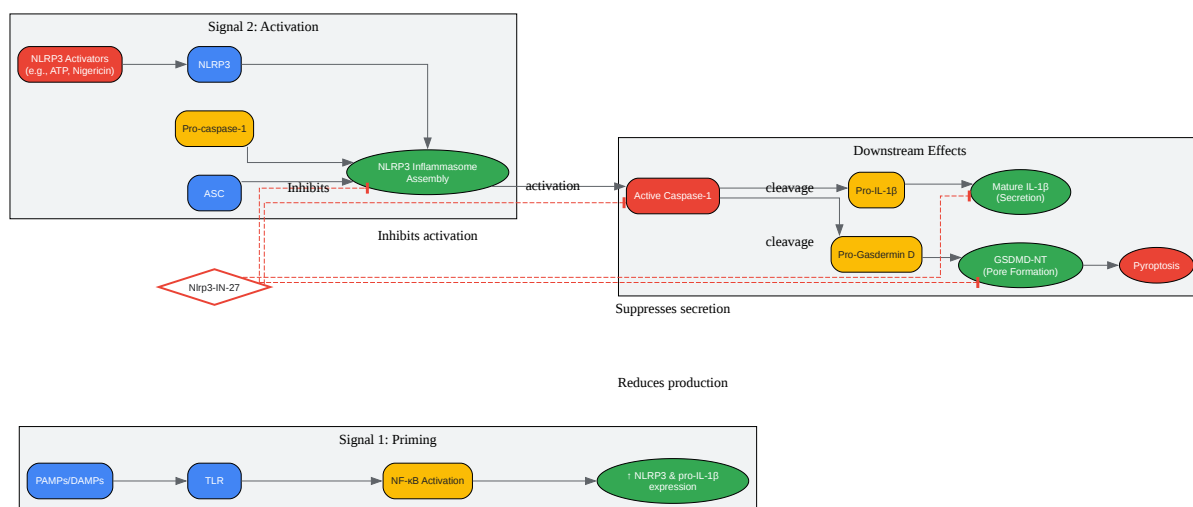 Signal 2: Activation
NLRP3 Activators
(e.g., ATP, Nigericin)
NLRP3
Pro-caspase-1
NLRP3 Inflammasome
Assembly
ASC
Inhibits
activation
Inhibits activation
Nlrp3-IN-27
Downstream Effects
Active Caspase-1
cleavage
Pro-IL-1β
Mature IL-1β
(Secretion)
cleavage
Pro-Gasdermin D
GSDMD-NT
(Pore Formation)
Pyroptosis
Suppresses secretion
Reduces production
Signal 1: Priming
PAMPs/DAMPs
TLR
NF-κB Activation
↑ NLRP3 & pro-IL-1β
expression